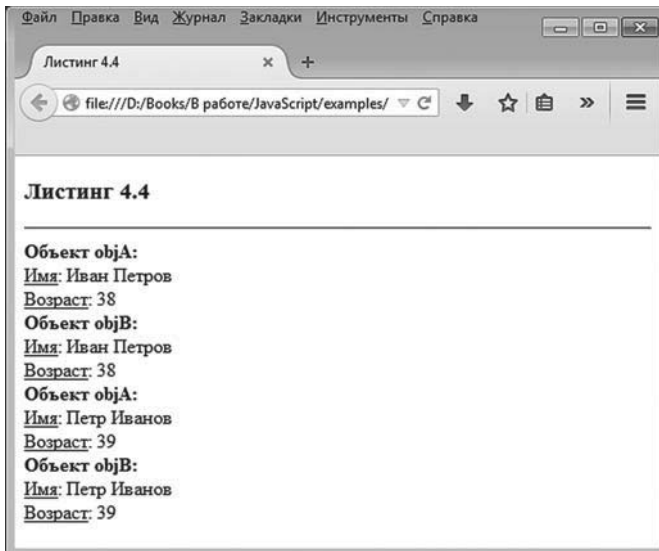 Файл Правка Вид Журнал Закладки Инструменты Справка
Листинг 4.4
file:///D:/Books/В работе/JavaScript/examples/
Листинг 4.4
Объект objA:
Имя: Иван Петров
Возраст: 38
Объект objB:
Имя: Иван Петров
Возраст: 38
Объект objA:
Имя: Петр Иванов
Возраст: 39
Объект objB:
Имя: Петр Иванов
Возраст: 39